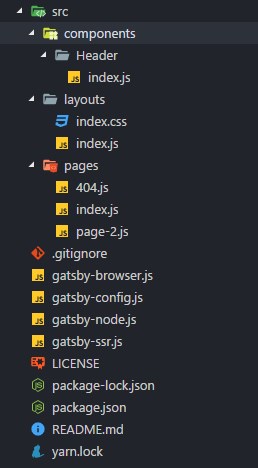 src
components
Header
index.js
layouts
index.css
index.js
pages
404.js
index.js
page-2.js
.gitignore
gatsby-browser.js
gatsby-config.js
gatsby-node.js
gatsby-ssr.js
LICENSE
package-lock.json
package.json
README.md
yarn.lock